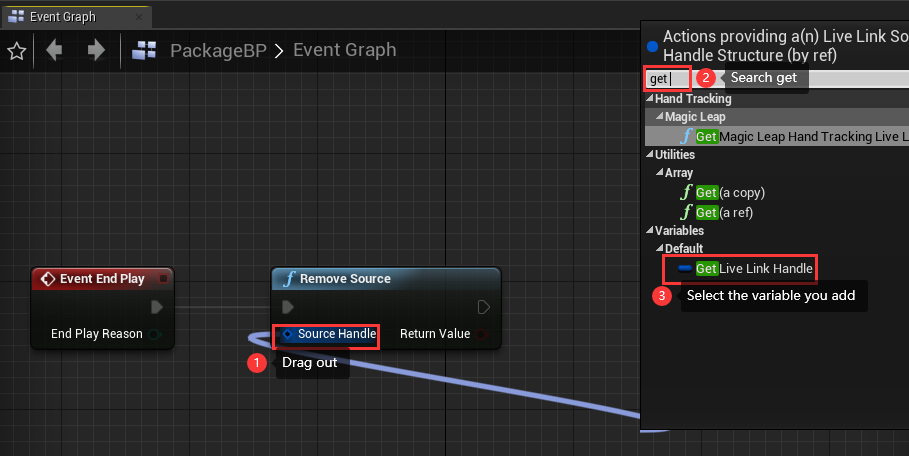 Event Graph
PackageBP > Event Graph
Actions providing a(n) Live Link So
Handle Structure (by ref)
get
2 Search get
Hand Tracking
Magic Leap
f Get Magic Leap Hand Tracking Live L
Utilities
Array
f Get (a copy)
f Get (a ref)
Variables
Default
Get Live Link Handle
3 Select the variable you add
Event End Play
End Play Reason
f Remove Source
Source Handle Return Value
1 Drag out